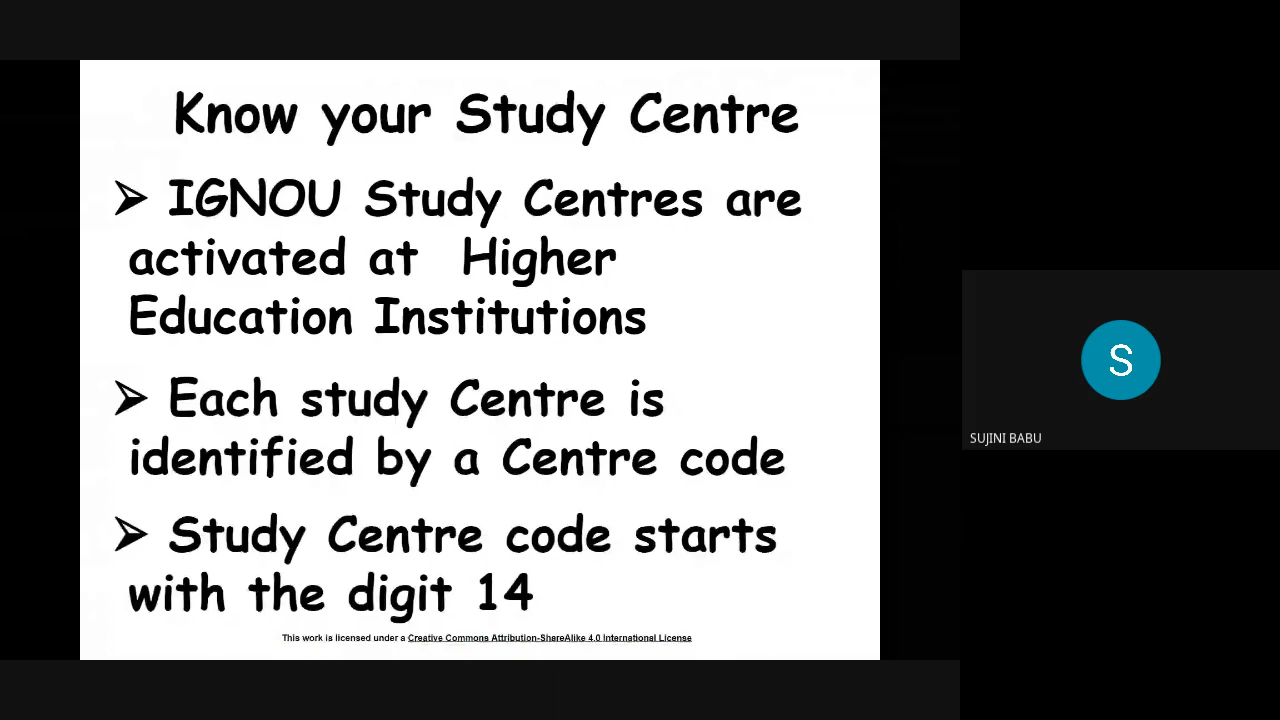 Know your Study Centre
➢ IGNOU Study Centres are
activated at Higher
Education Institutions
➢ Each study Centre is
identified by a Centre code
➢ Study Centre code starts
with the digit 14
This work is licensed under a Creative Commons Attribution-ShareAlike 4.0 International License
S
SUJINI BABU